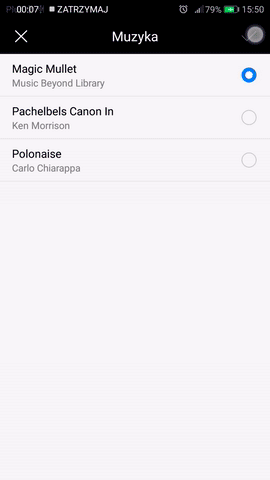 00:07 ZATRZYMAJ 79% 15:50
Muzyka
Magic Mullet
Music Beyond Library
Pachelbels Canon In
Ken Morrison
Polonaise
Carlo Chiarappa